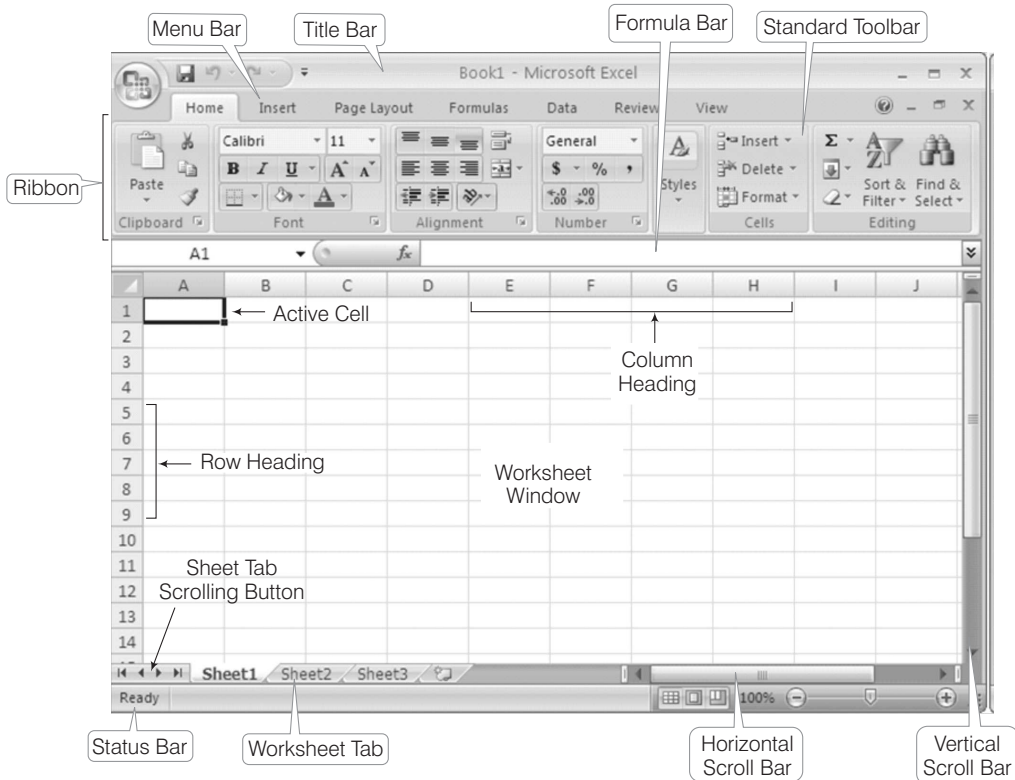 Menu Bar
Title Bar
Formula Bar
Standard Toolbar
Book1 - Microsoft Excel
Home Insert Page Layout Formulas Data Review View
Ribbon
Paste
Clipboard
Calibri 11
B I U A A
A
Font
Alignment
General
$ % ,
.0 .00 .00 .0
Number
Styles
Insert
Delete
Format
Cells
Σ
A Z
Sort & Filter
Find & Select
Editing
A1 fx
A B C D E F G H I J
1 Active Cell
2
3 Column
4 Heading
5
6
7 Row Heading Worksheet
8 Window
9
10
11 Sheet Tab
12 Scrolling Button
13
14
Sheet1 Sheet2 Sheet3
Ready 100%
Status Bar
Worksheet Tab
Horizontal
Scroll Bar
Vertical
Scroll Bar